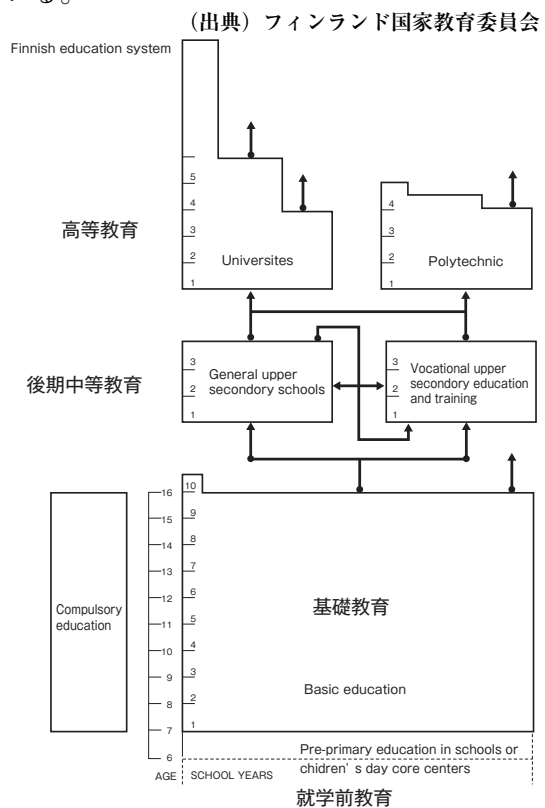 いる。
（出典）フィンランド国家教育委員会
Finnish education system
5
4
3
2
1
高等教育
Universites
4
3
2
1
Polytechnic
後期中等教育
3
2
1
General upper
secondory schools
3
2
1
Vocational upper
secondory education
and training
16
15
14
13
12
11
10
9
8
7
6
AGE
10
9
8
7
6
5
4
3
2
1
SCHOOL YEARS
Compulsory
education
基礎教育
Basic education
Pre-primary education in schools or
chidren' s day core centers
就学前教育